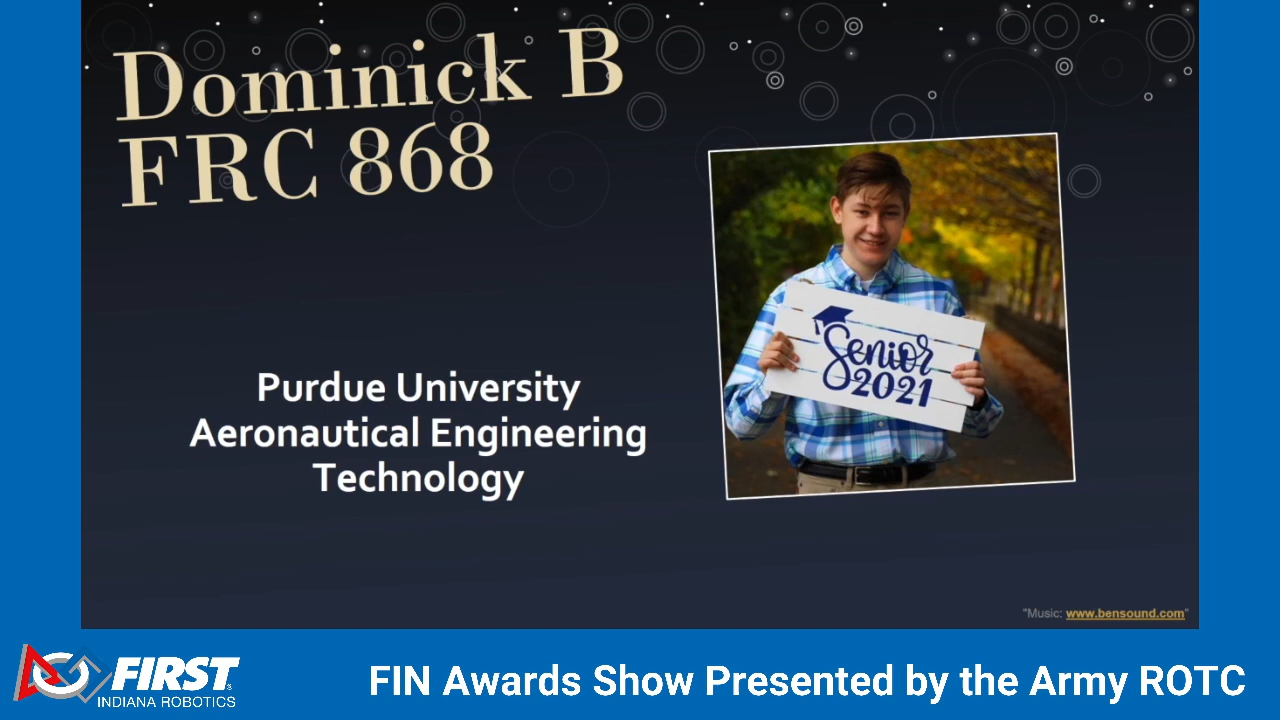 Dominick B
FRC 868
Senior
2021
Purdue University
Aeronautical Engineering
Technology
"Music: www.bensound.com"
FIRST
INDIANA ROBOTICS
FIN Awards Show Presented by the Army ROTC